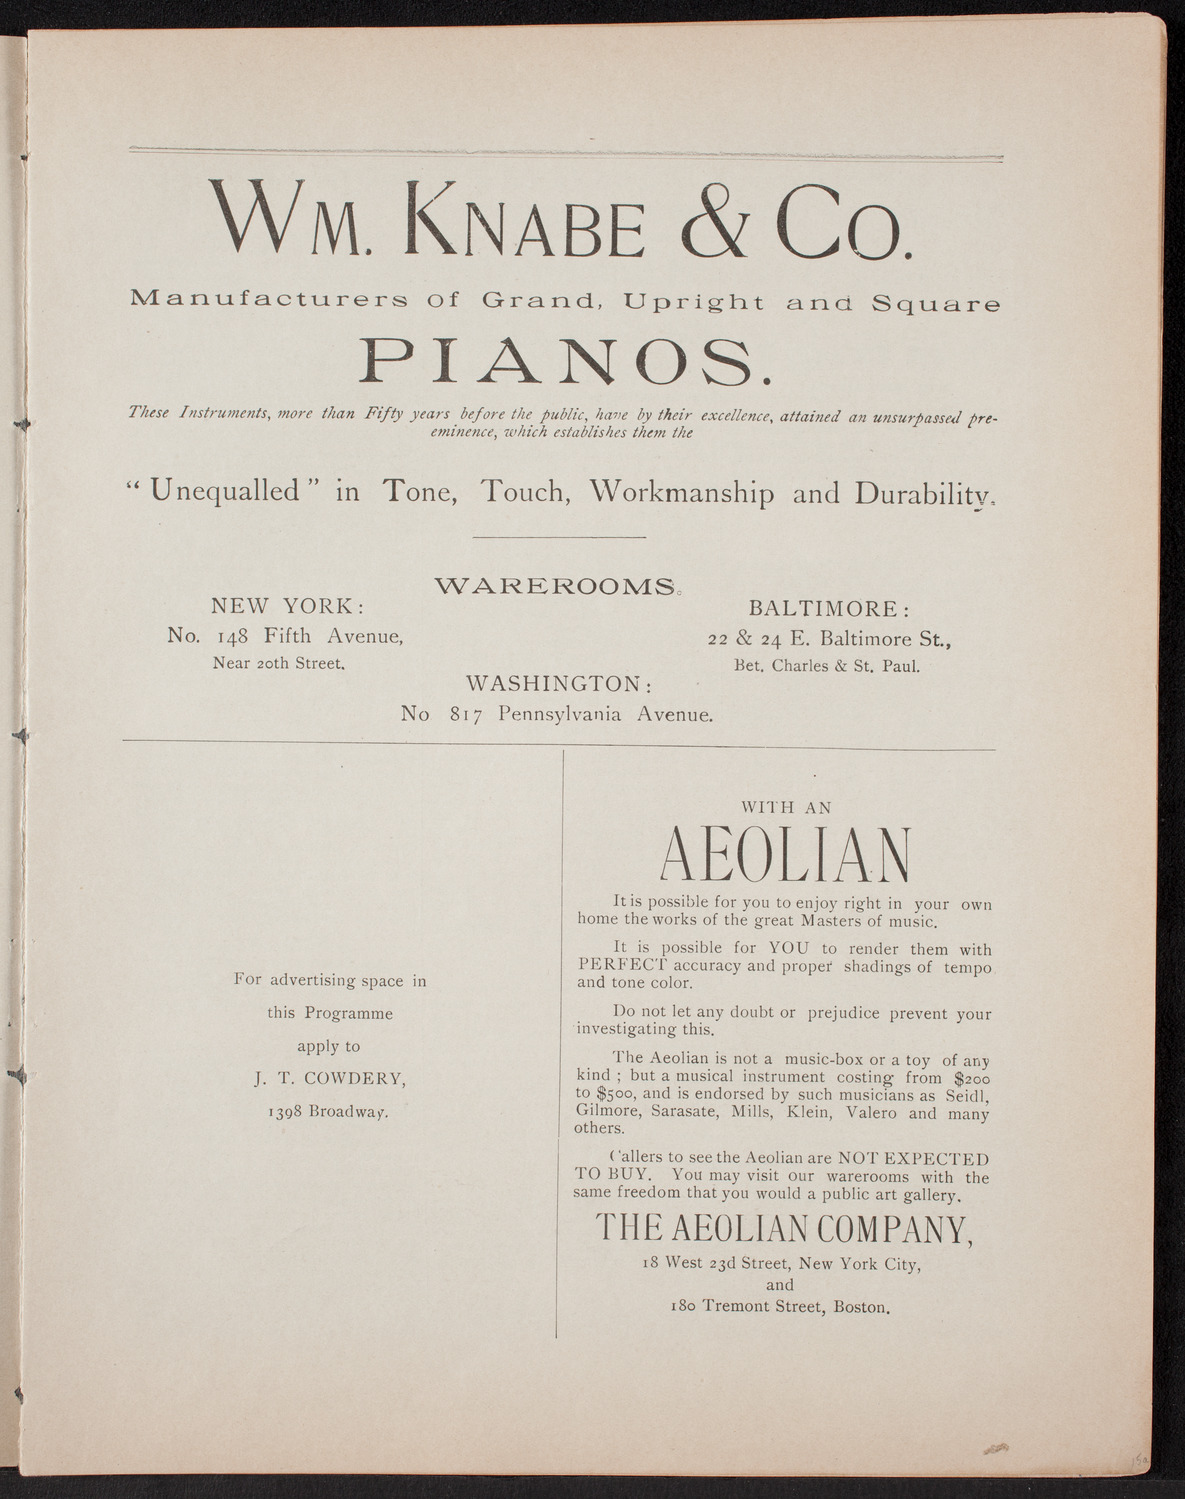 WM. KNABE & CO.
Manufacturers of Grand, Upright and Square
PIANOS.
These Instruments, more than Fifty years before the public, have by their excellence, attained an unsurpassed pre-
eminence, which establishes them the
“Unequalled” in Tone, Touch, Workmanship and Durability.
WAREROOMS.
NEW YORK:
No. 148 Fifth Avenue,
Near 20th Street.
BALTIMORE:
22 & 24 E. Baltimore St.,
Bet. Charles & St. Paul.
WASHINGTON:
No 817 Pennsylvania Avenue.
For advertising space in
this Programme
apply to
J. T. COWDERY,
1398 Broadway.
WITH AN
AEOLIAN
It is possible for you to enjoy right in your own
home the works of the great Masters of music.
It is possible for YOU to render them with
PERFECT accuracy and proper shadings of tempo
and tone color.
Do not let any doubt or prejudice prevent your
investigating this.
The Aeolian is not a music-box or a toy of any
kind; but a musical instrument costing from $200
to $500, and is endorsed by such musicians as Seidl,
Gilmore, Sarasate, Mills, Klein, Valero and many
others.
Callers to see the Aeolian are NOT EXPECTED
TO BUY. You may visit our warerooms with the
same freedom that you would a public art gallery.
THE AEOLIAN COMPANY,
18 West 23d Street, New York City,
and
180 Tremont Street, Boston.